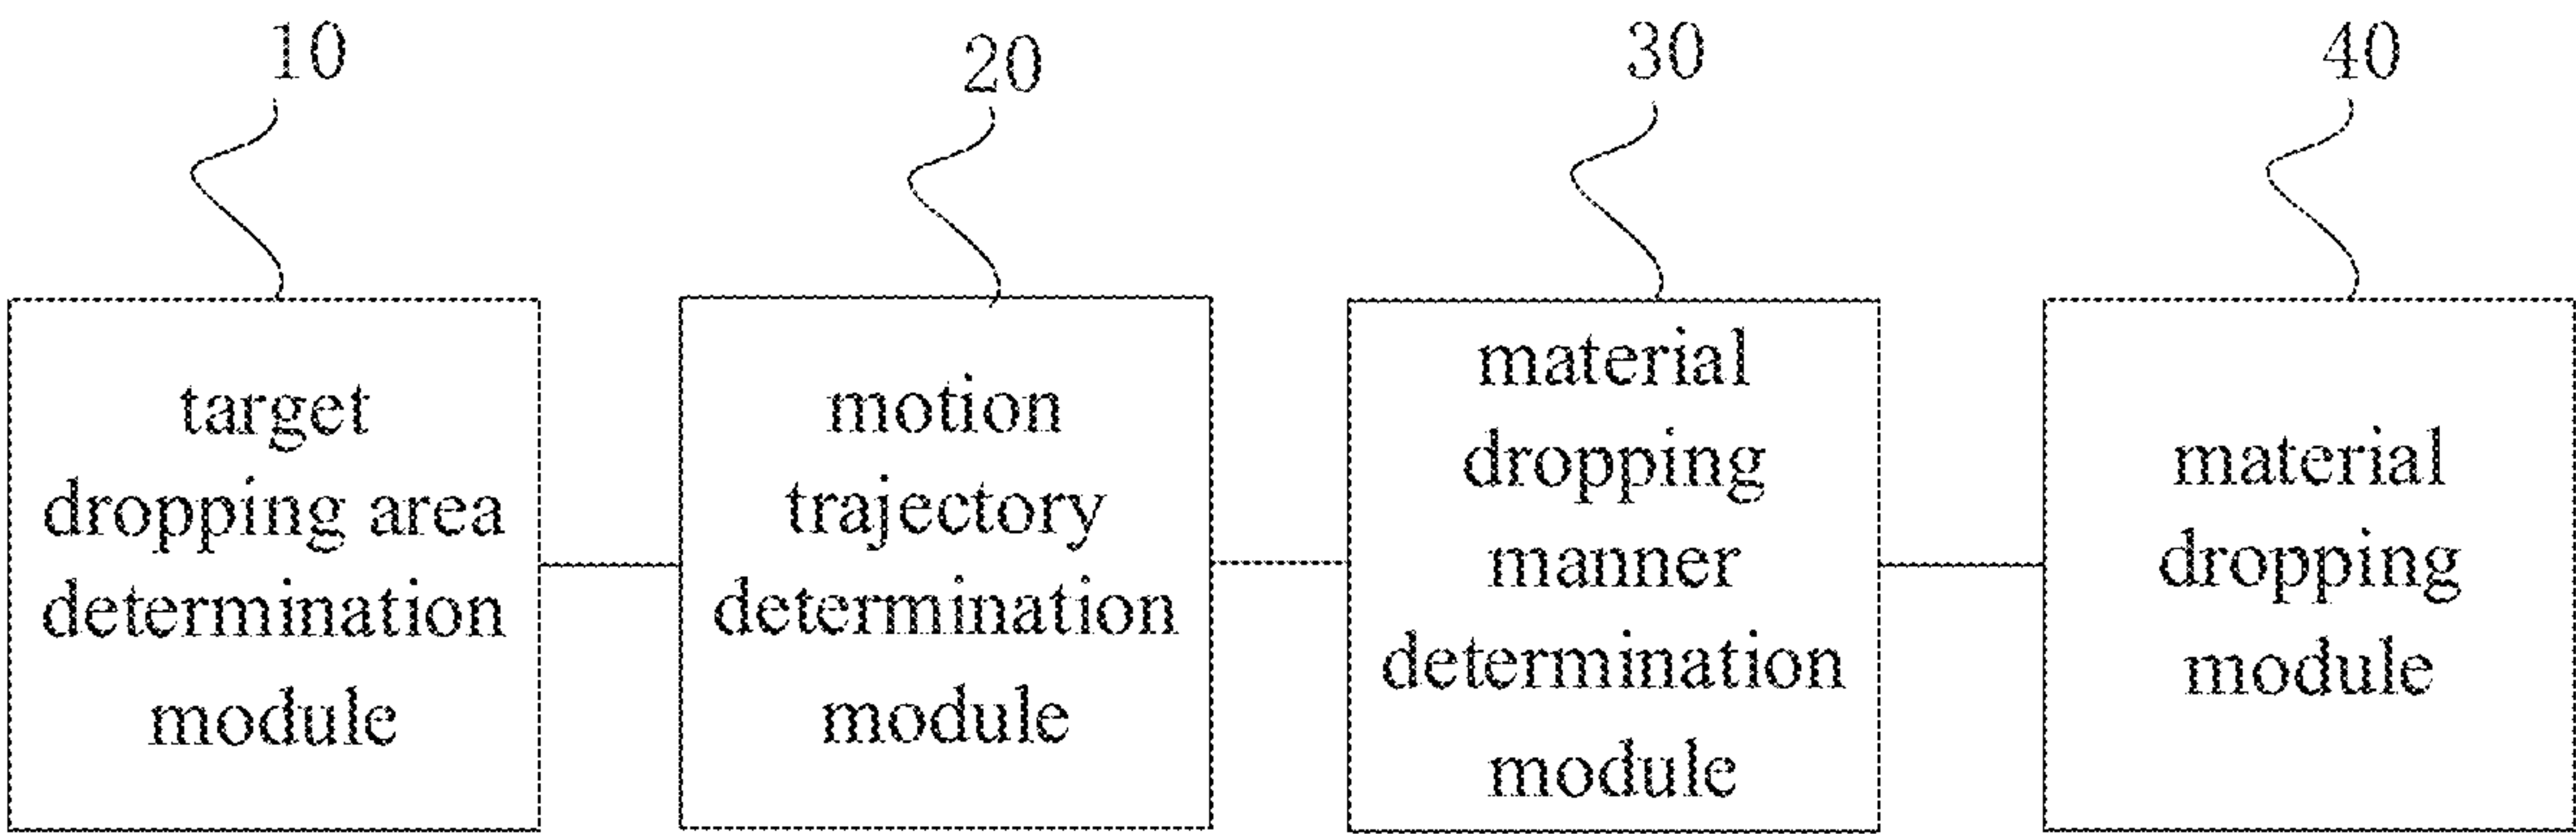 10
20
30
40
target
dropping area
determination
module
motion
trajectory
determination
module
material
dropping
manner
determination
module
material
dropping
module